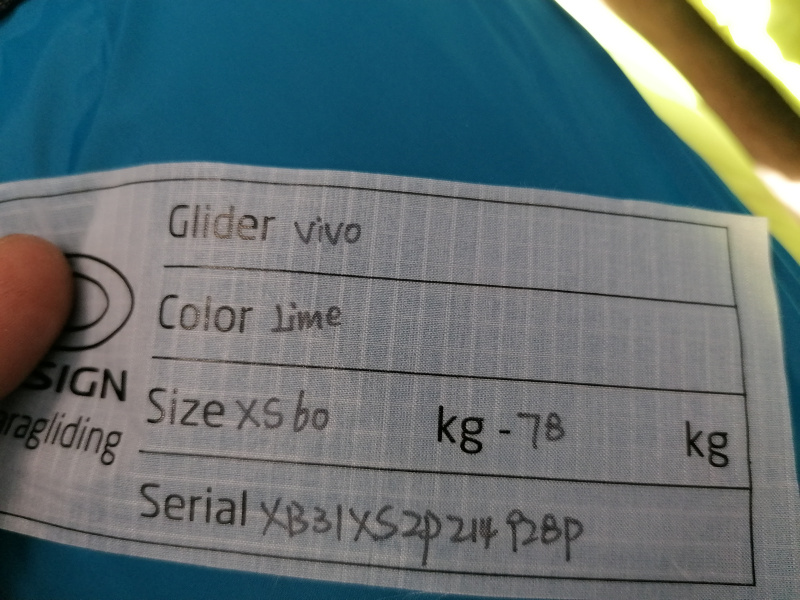 Glider vivo
Color Lime
SIGN
Size XS 60 kg - 78 kg
aragliding
Serial XB31XS2P214928P